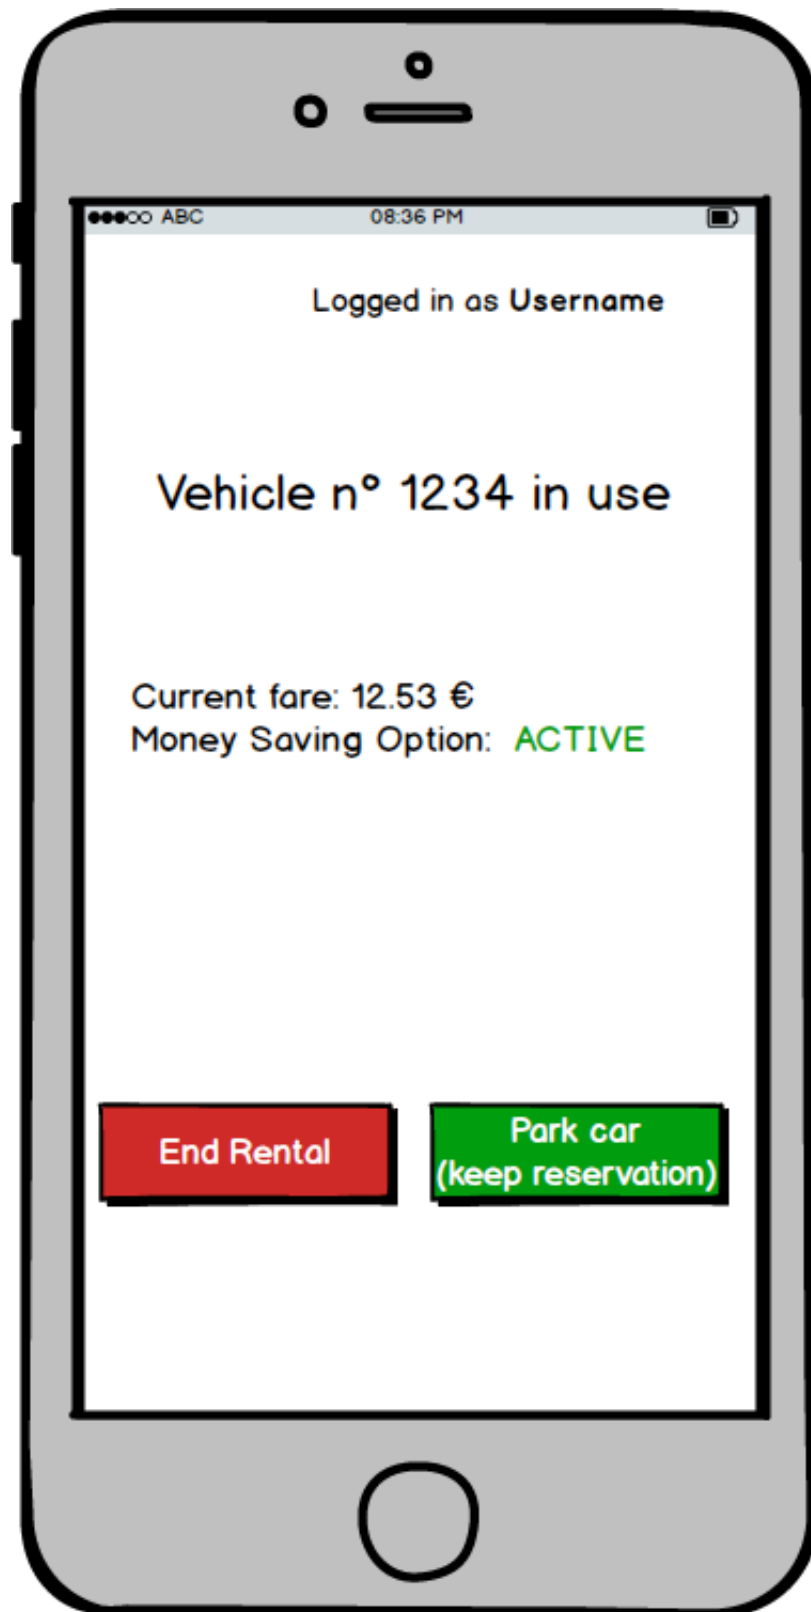 ABC 08:36 PM
Logged in as Username
Vehicle n° 1234 in use
Current fare: 12.53 €
Money Saving Option: ACTIVE
End Rental
Park car
(keep reservation)